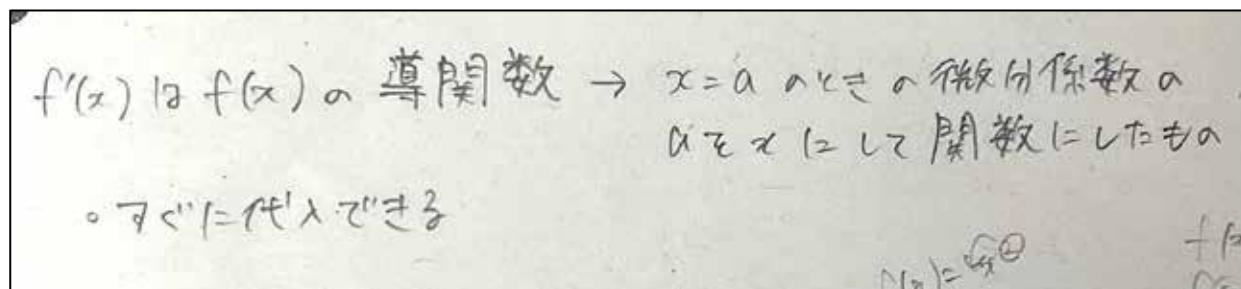 f'(x) は f(x) の 導関数 → x=a のときの微分係数の
aをxにして関数にしたもの
。すぐに代入できる